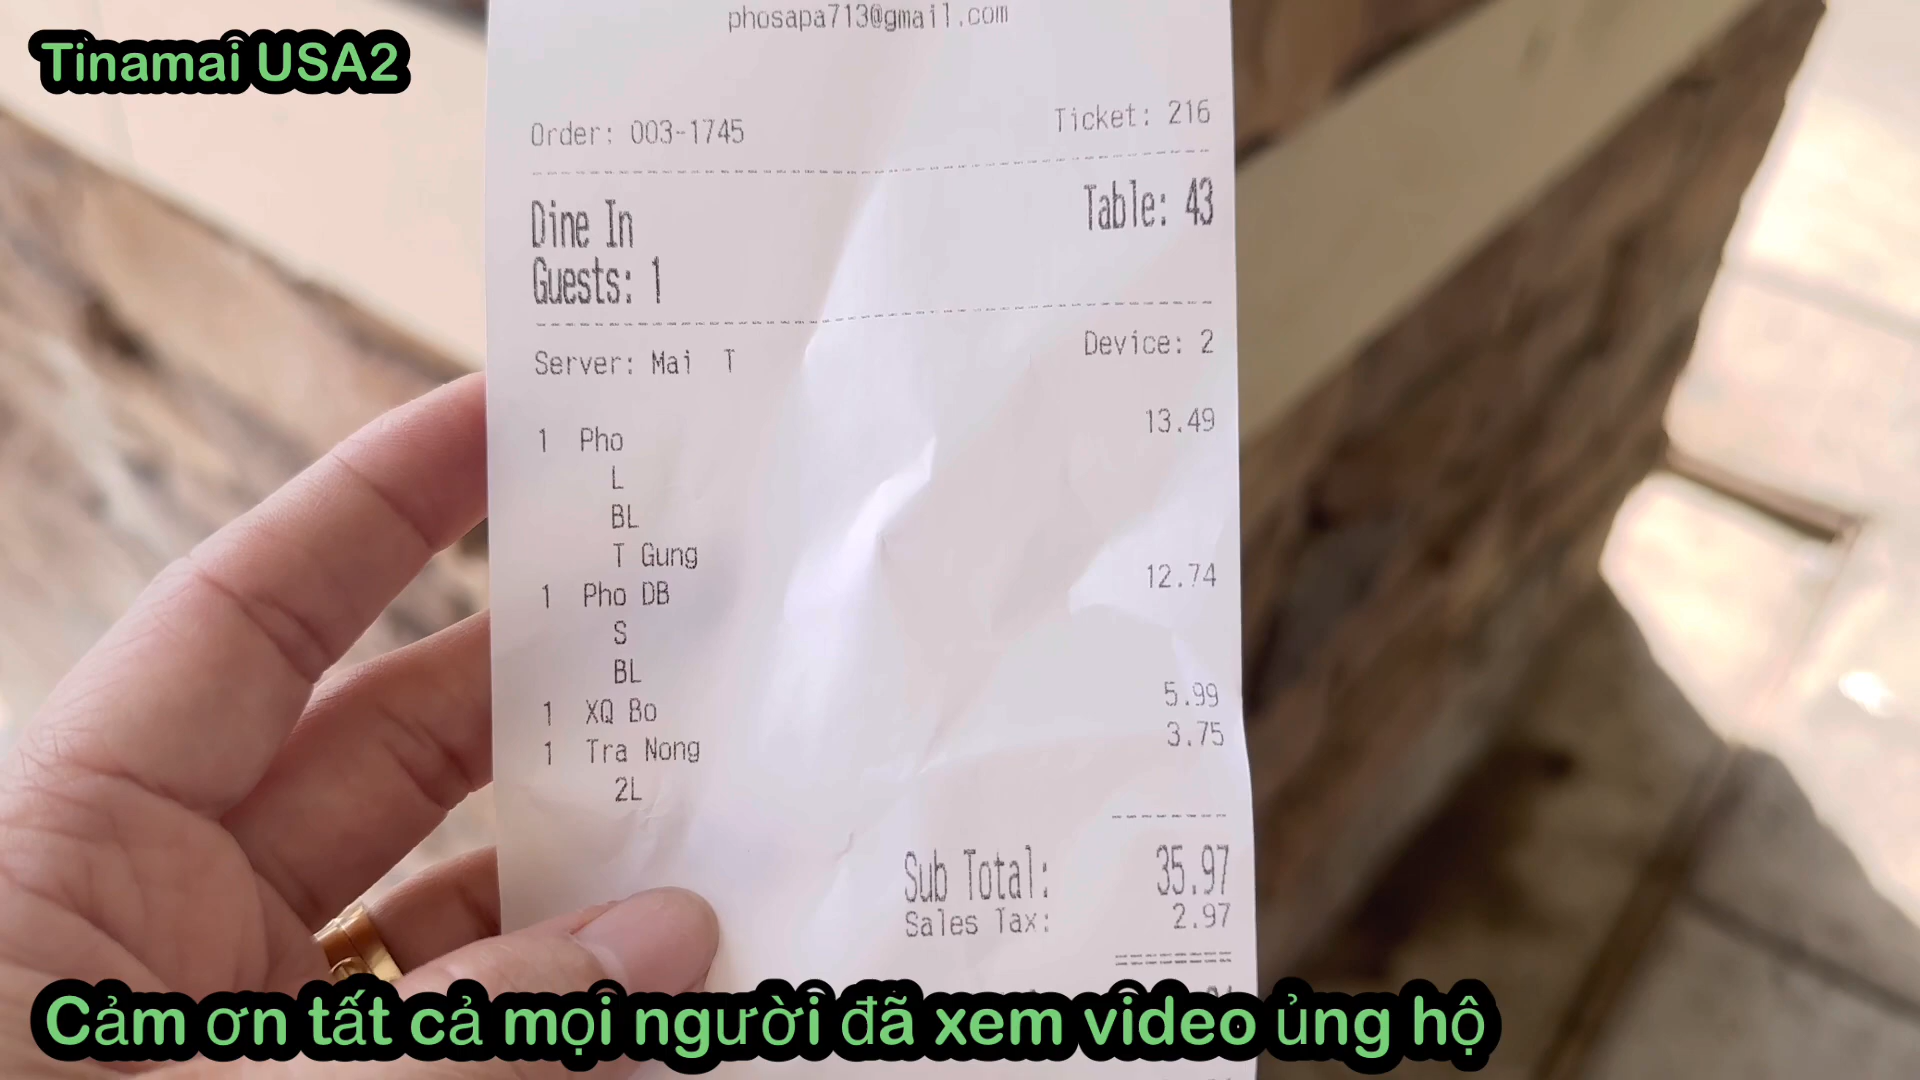 phosapa713@gmail.com
Tinamai USA2
Order: 003-1745 Ticket: 216
Dine In Table: 43
Guests: 1
Server: Mai T Device: 2
1 Pho 13.49
L
BL
T Gung
1 Pho DB 12.74
S
BL
1 XQ Bo 5.99
1 Tra Nong 3.75
2L
Sub Total: 35.97
Sales Tax: 2.97
Cảm ơn tất cả mọi người đã xem video ủng hộ